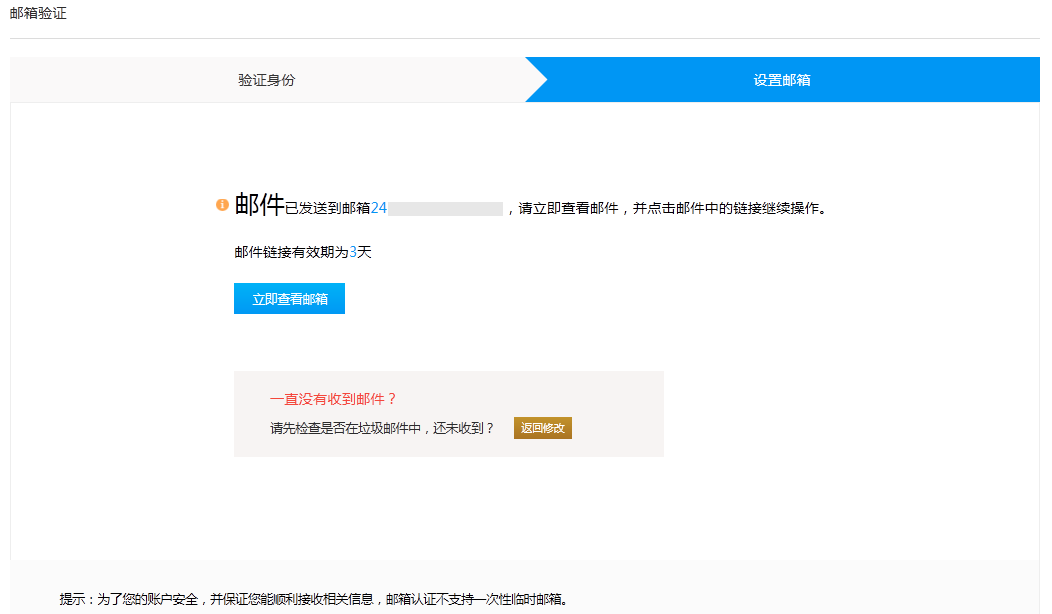 邮箱验证
验证身份
设置邮箱
邮件已发送到邮箱24 ，请立即查看邮件，并点击邮件中的链接继续操作。
邮件链接有效期为3天
立即查看邮箱
一直没有收到邮件？
请先检查是否在垃圾邮件中，还未收到？ 返回修改
提示：为了您的账户安全，并保证您能顺利接收相关信息，邮箱认证不支持一次性临时邮箱。